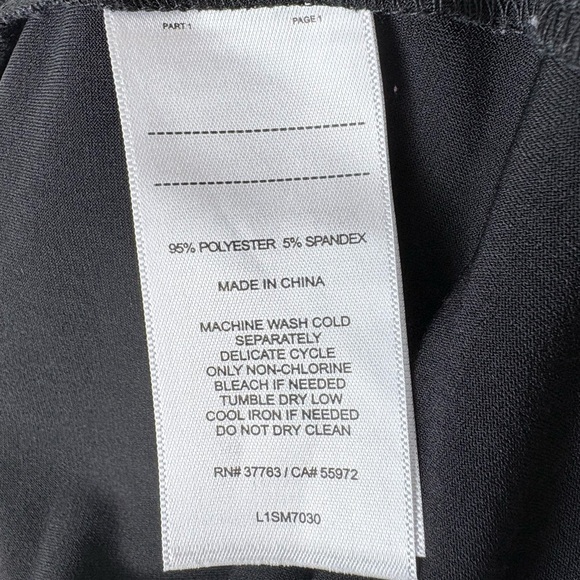 PART 1 PAGE 1
95% POLYESTER 5% SPANDEX
MADE IN CHINA
MACHINE WASH COLD
SEPARATELY
DELICATE CYCLE
ONLY NON-CHLORINE
BLEACH IF NEEDED
TUMBLE DRY LOW
COOL IRON IF NEEDED
DO NOT DRY CLEAN
RN# 37763 / CA# 55972
L1SM7030